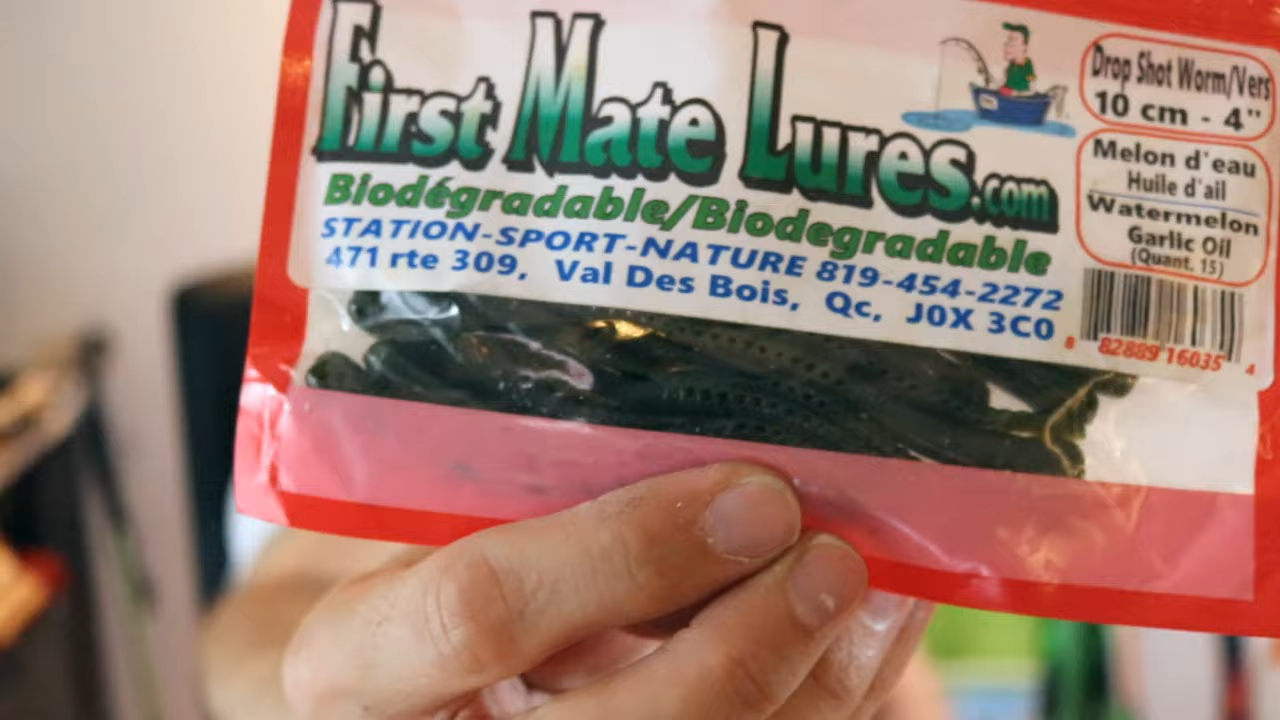 First Mate Lures.com
Biodégradable/Biodegradable
STATION-SPORT-NATURE 819-454-2272
471 rte 309, Val Des Bois, Qc, J0X 3C0
Drop Shot Worm/Vers
10 cm - 4"
Melon d'eau
Huile d'ail
Watermelon
Garlic Oil
(Quant. 15)
8 82889 16035 4